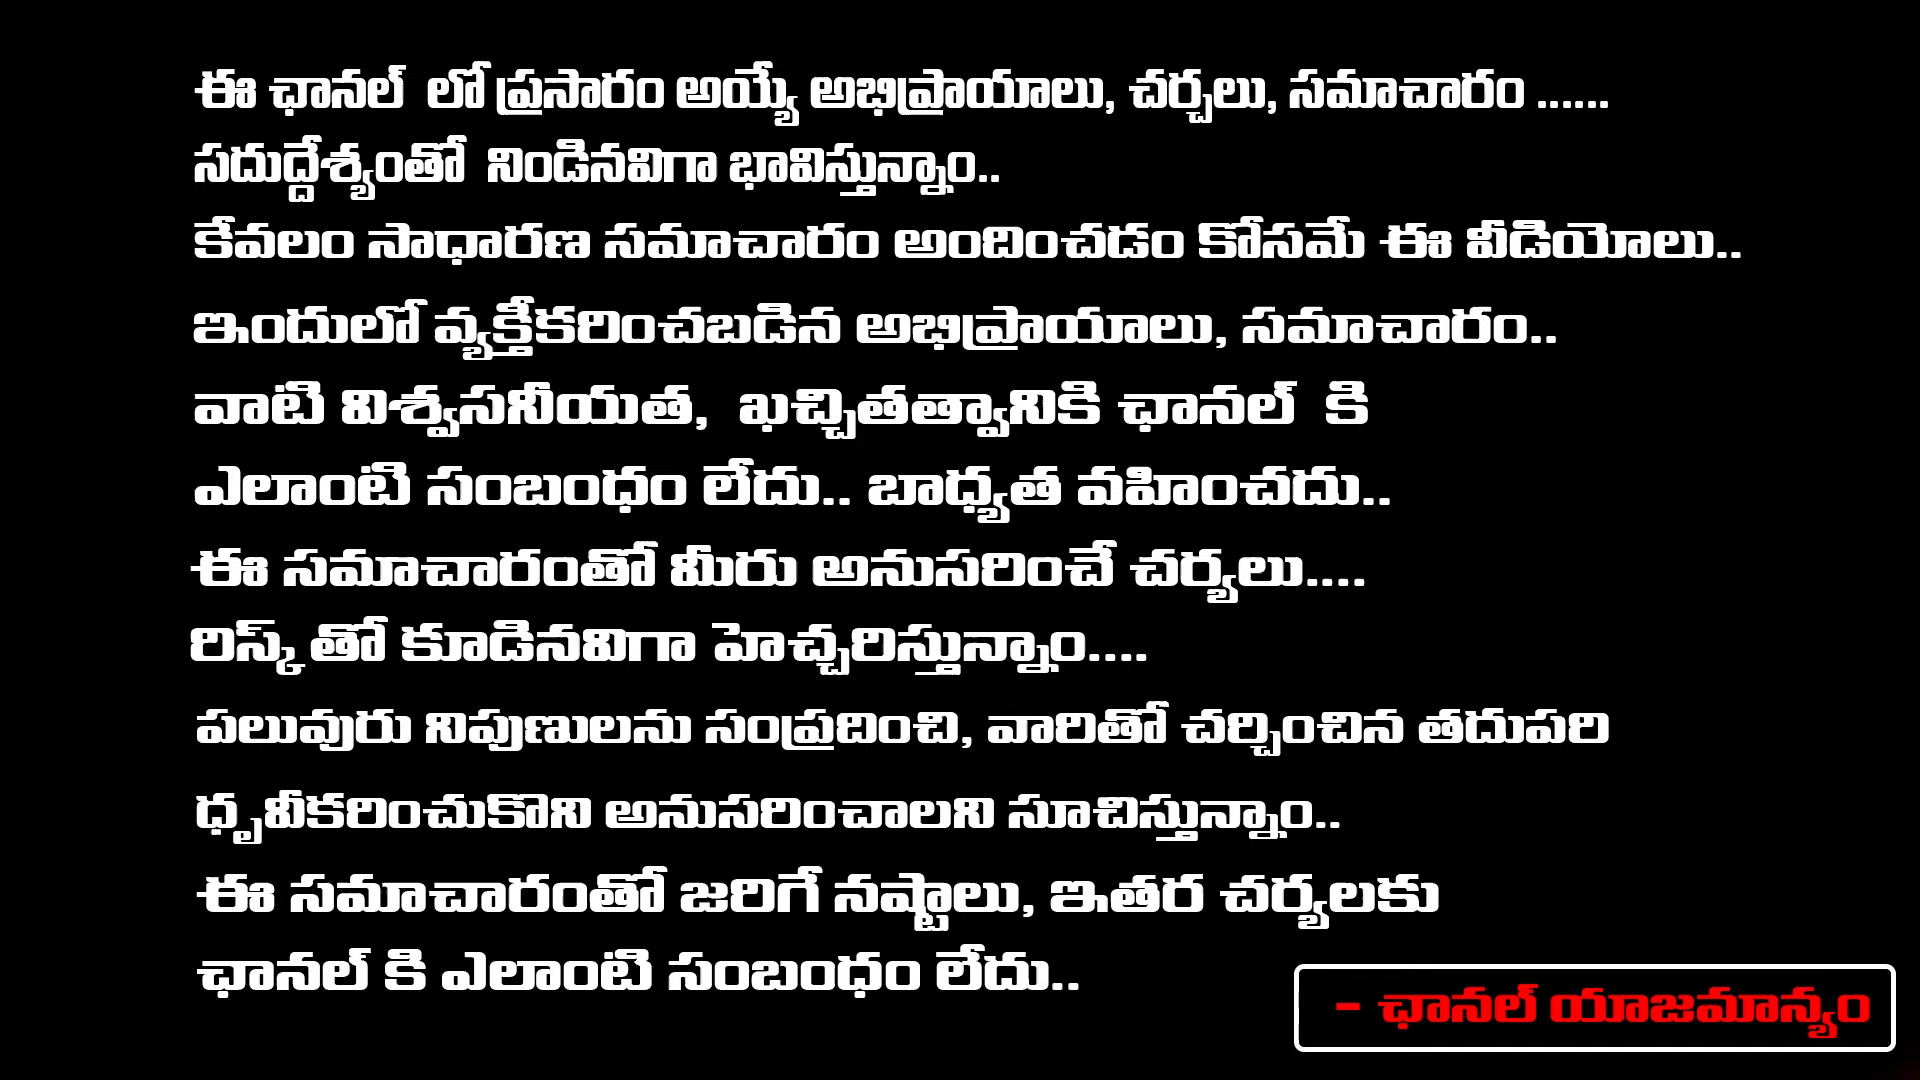 ఈ ఛానల్ లో ప్రసారం అయ్యే అభిప్రాయాలు, చర్చలు, సమాచారం ......
సదుద్దేశ్యంతో నిండినవిగా భావిస్తున్నాం..
కేవలం సాధారణ సమాచారం అందించడం కోసమే ఈ వీడియోలు..
ఇందులో వ్యక్తీకరించబడిన అభిప్రాయాలు, సమాచారం..
వాటి విశ్వసనీయత, ఖచ్చితత్వానికి ఛానల్ కి
ఎలాంటి సంబంధం లేదు.. బాధ్యత వహించదు..
ఈ సమాచారంతో మీరు అనుసరించే చర్యలు....
రిస్క్ తో కూడినవిగా హెచ్చరిస్తున్నాం....
పలువురు నిపుణులను సంప్రదించి, వారితో చర్చించిన తదుపరి
ధృవీకరించుకొని అనుసరించాలని సూచిస్తున్నాం..
ఈ సమాచారంతో జరిగే నష్టాలు, ఇతర చర్యలకు
ఛానల్ కి ఎలాంటి సంబంధం లేదు..
- ఛానల్ యాజమాన్యం